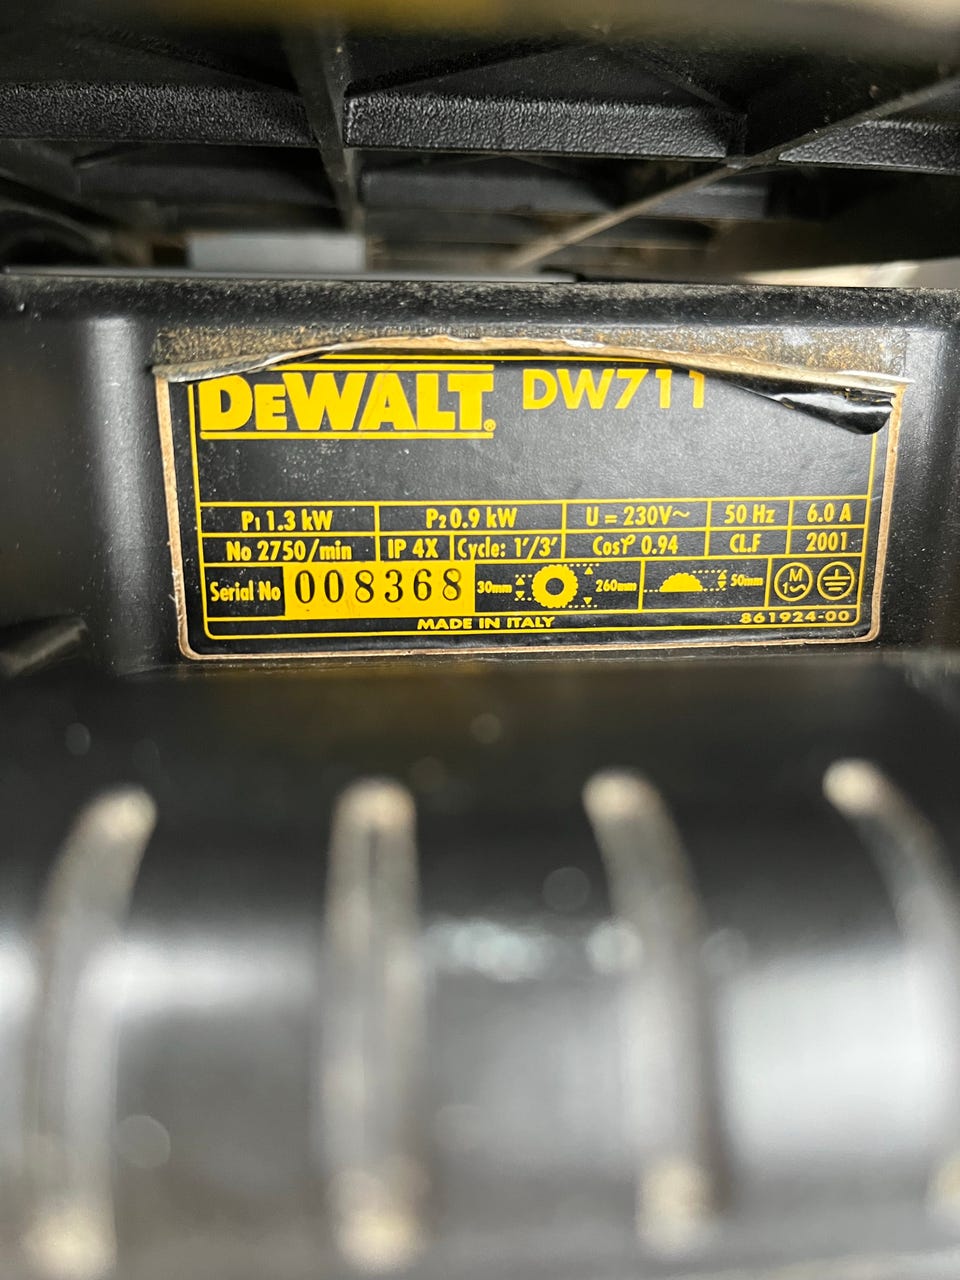 DEWALT® DW711
P1 1.3 kW P2 0.9 kW U = 230V~ 50 Hz 6.0 A
No 2750/min IP 4X Cycle: 1'/3' Cosφ 0.94 CL.F 2001
Serial No 008368 30mm 260mm 50mm M 1~
MADE IN ITALY 861924-00